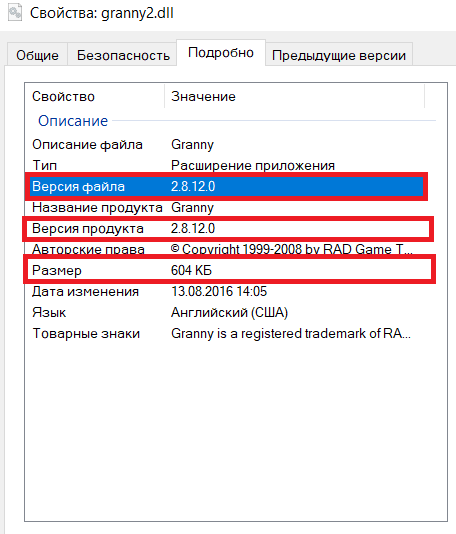 Свойства: granny2.dll
Общие Безопасность Подробно Предыдущие версии
Свойство Значение
Описание
Описание файла Granny
Тип Расширение приложения
Версия файла 2.8.12.0
Название продукта Granny
Версия продукта 2.8.12.0
Авторские права © Copyright 1999-2008 by RAD Game T...
Размер 604 КБ
Дата изменения 13.08.2016 14:05
Язык Английский (США)
Товарные знаки Granny is a registered trademark of RA...